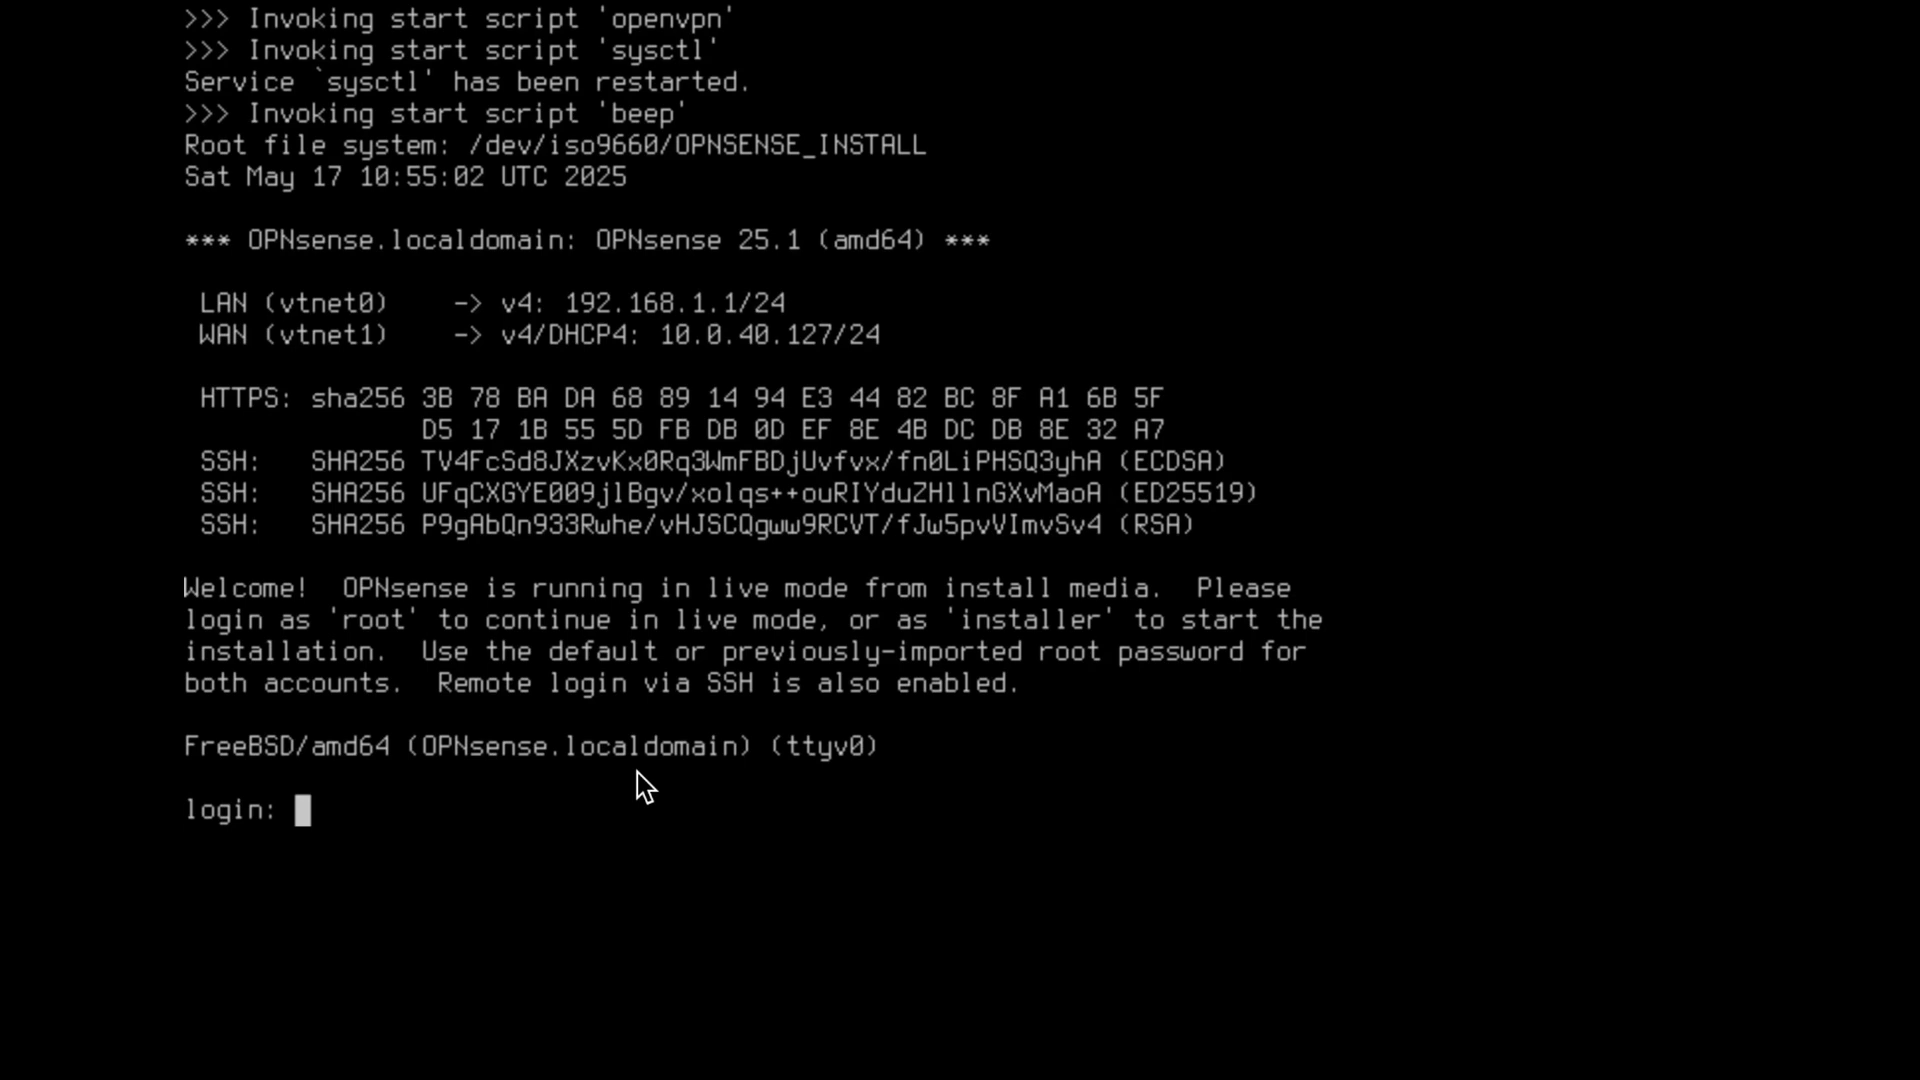 >>> Invoking start script 'openvpn'
>>> Invoking start script 'sysctl'
Service `sysctl' has been restarted.
>>> Invoking start script 'beep'
Root file system: /dev/iso9660/OPNSENSE_INSTALL
Sat May 17 10:55:02 UTC 2025
*** OPNsense.localdomain: OPNsense 25.1 (amd64) ***
LAN (vtnet0) -> v4: 192.168.1.1/24
WAN (vtnet1) -> v4/DHCP4: 10.0.40.127/24
HTTPS: sha256 3B 78 BA DA 68 89 14 94 E3 44 82 BC 8F A1 6B 5F
D5 17 1B 55 5D FB DB 0D EF 8E 4B DC DB 8E 32 A7
SSH: SHA256 TV4FcSd8JXzvKx0Rq3WmFBDjUvfvx/fn0LiPHSQ3yhA (ECDSA)
SSH: SHA256 UFqCXGYE009jlBgv/xolqs++ouRIYduZHllnGXvMaoA (ED25519)
SSH: SHA256 P9gAbQn933Rwhe/vHJSCQgww9RCVT/fJw5pvVImvSv4 (RSA)
Welcome! OPNsense is running in live mode from install media. Please
login as 'root' to continue in live mode, or as 'installer' to start the
installation. Use the default or previously-imported root password for
both accounts. Remote login via SSH is also enabled.
FreeBSD/amd64 (OPNsense.localdomain) (ttyv0)
login: